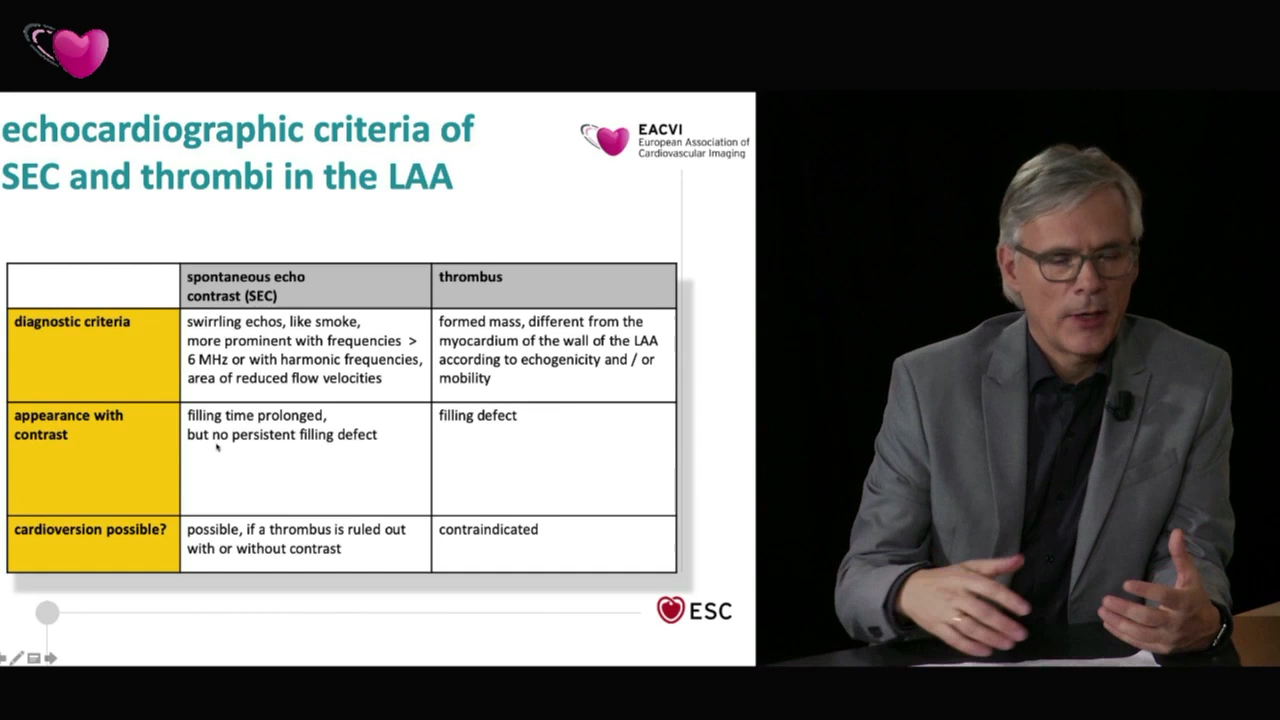 echocardiographic criteria of
SEC and thrombi in the LAA
EACVI
European Association of
Cardiovascular Imaging
spontaneous echo
contrast (SEC)
thrombus
diagnostic criteria
swirrling echos, like smoke,
more prominent with frequencies >
6 MHz or with harmonic frequencies,
area of reduced flow velocities
formed mass, different from the
myocardium of the wall of the LAA
according to echogenicity and / or
mobility
appearance with
contrast
filling time prolonged,
but no persistent filling defect
filling defect
cardioversion possible?
possible, if a thrombus is ruled out
with or without contrast
contraindicated
ESC